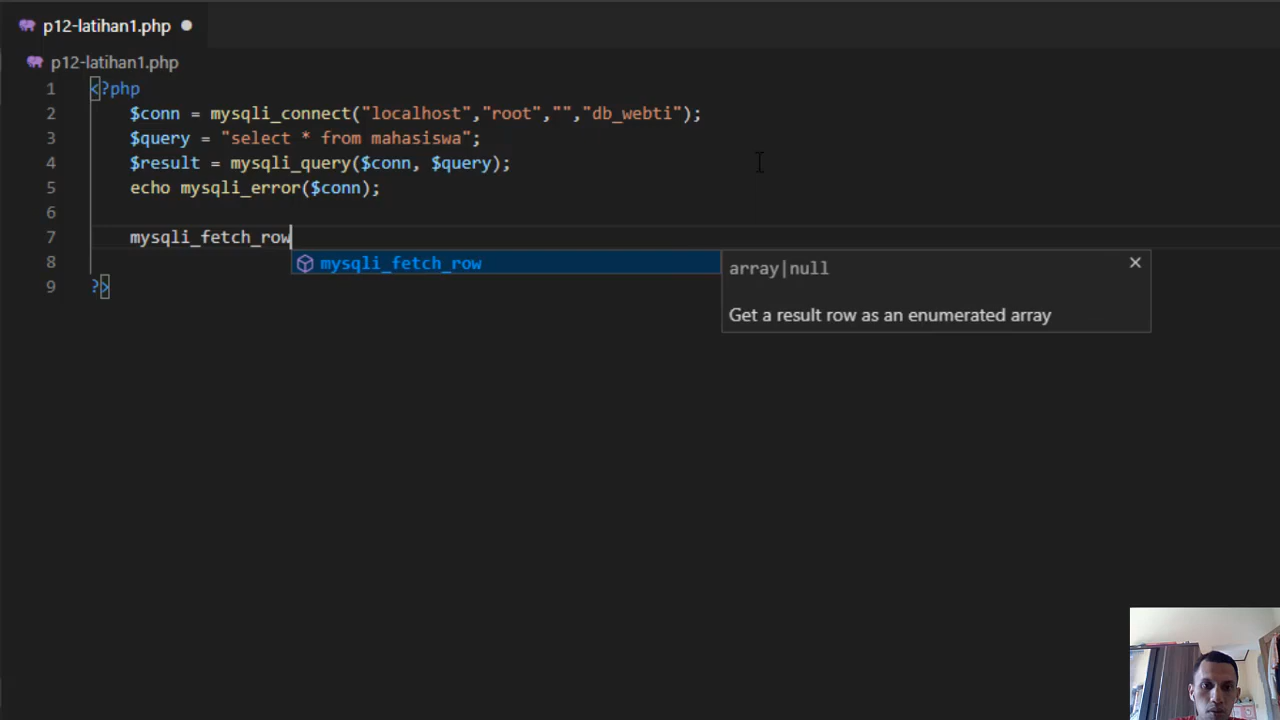 p12-latihan1.php
p12-latihan1.php
1 <?php
2 $conn = mysqli_connect("localhost","root","","db_webti");
3 $query = "select * from mahasiswa";
4 $result = mysqli_query($conn, $query);
5 echo mysqli_error($conn);
6
7 mysqli_fetch_row
mysqli_fetch_row
array|null
Get a result row as an enumerated array
8
9 ?>